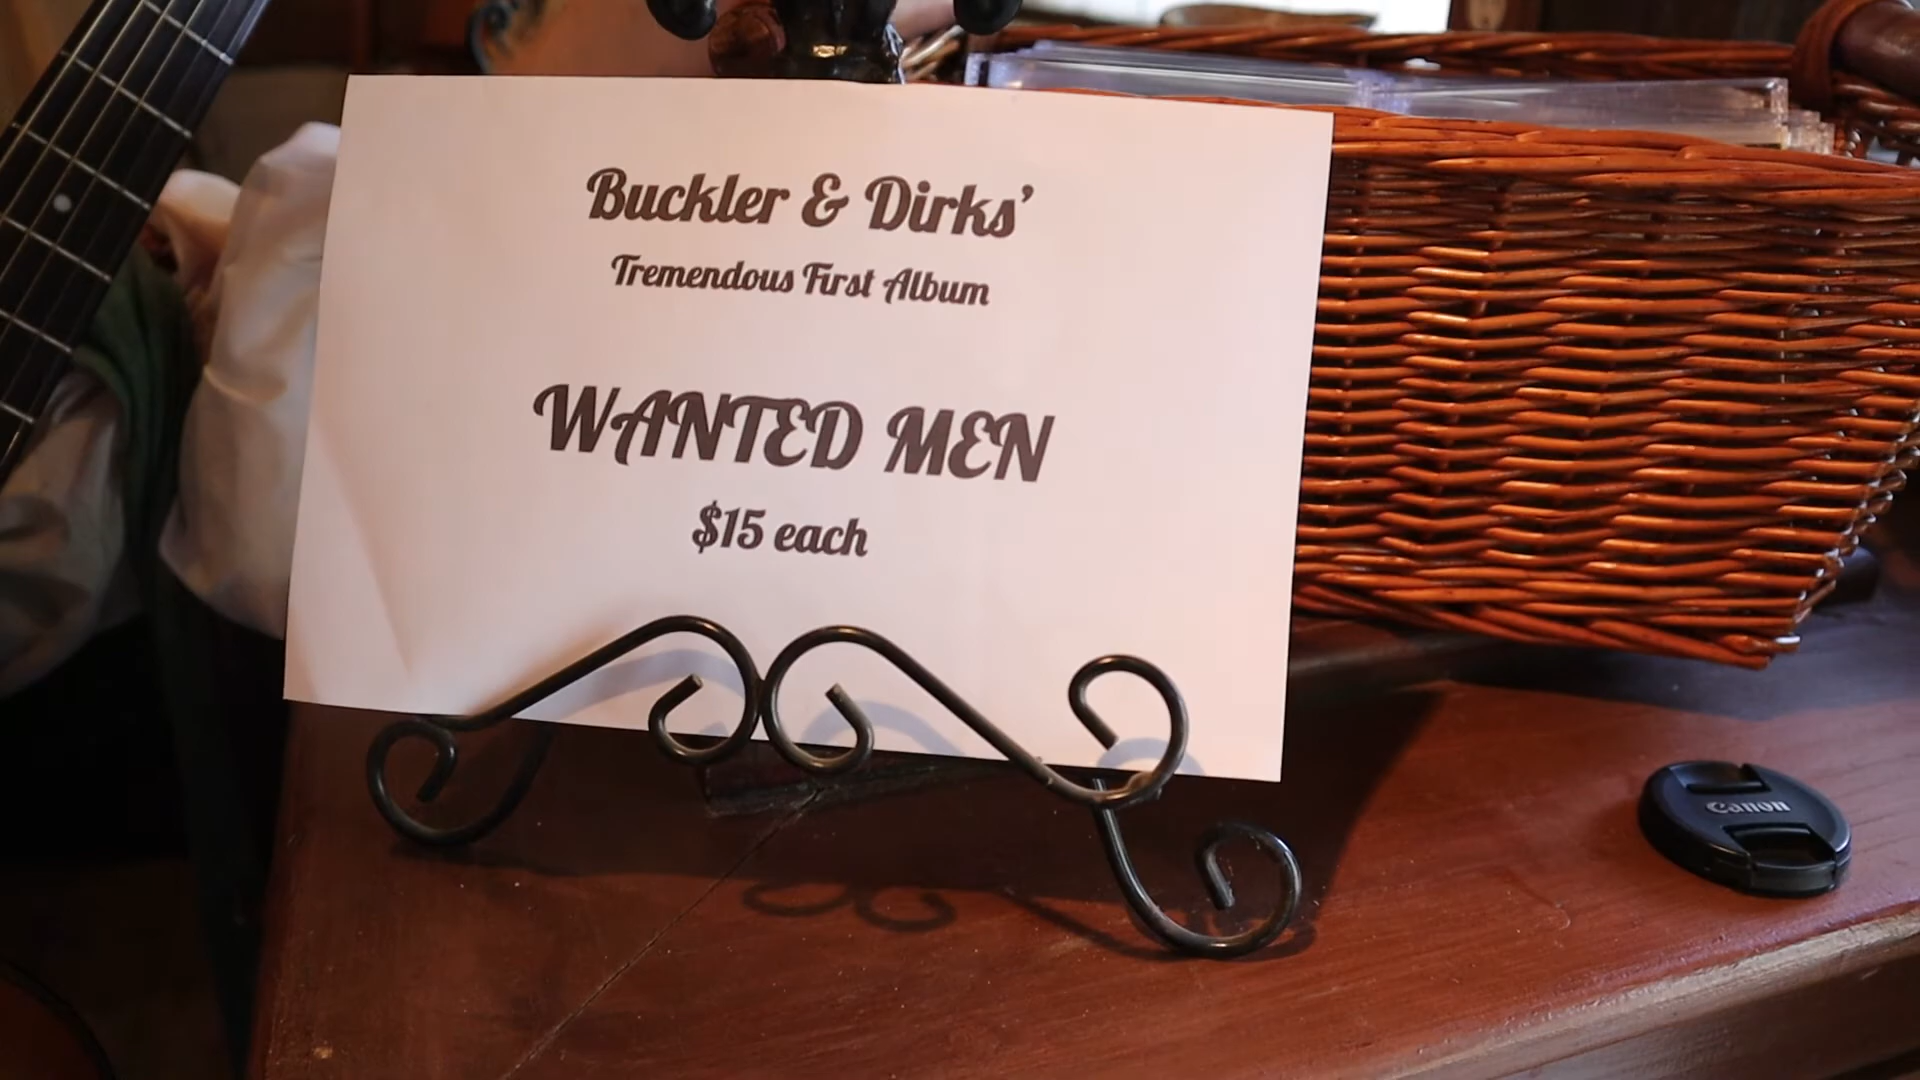 Buckler & Dirks'
Tremendous First Album
WANTED MEN
$15 each
Canon